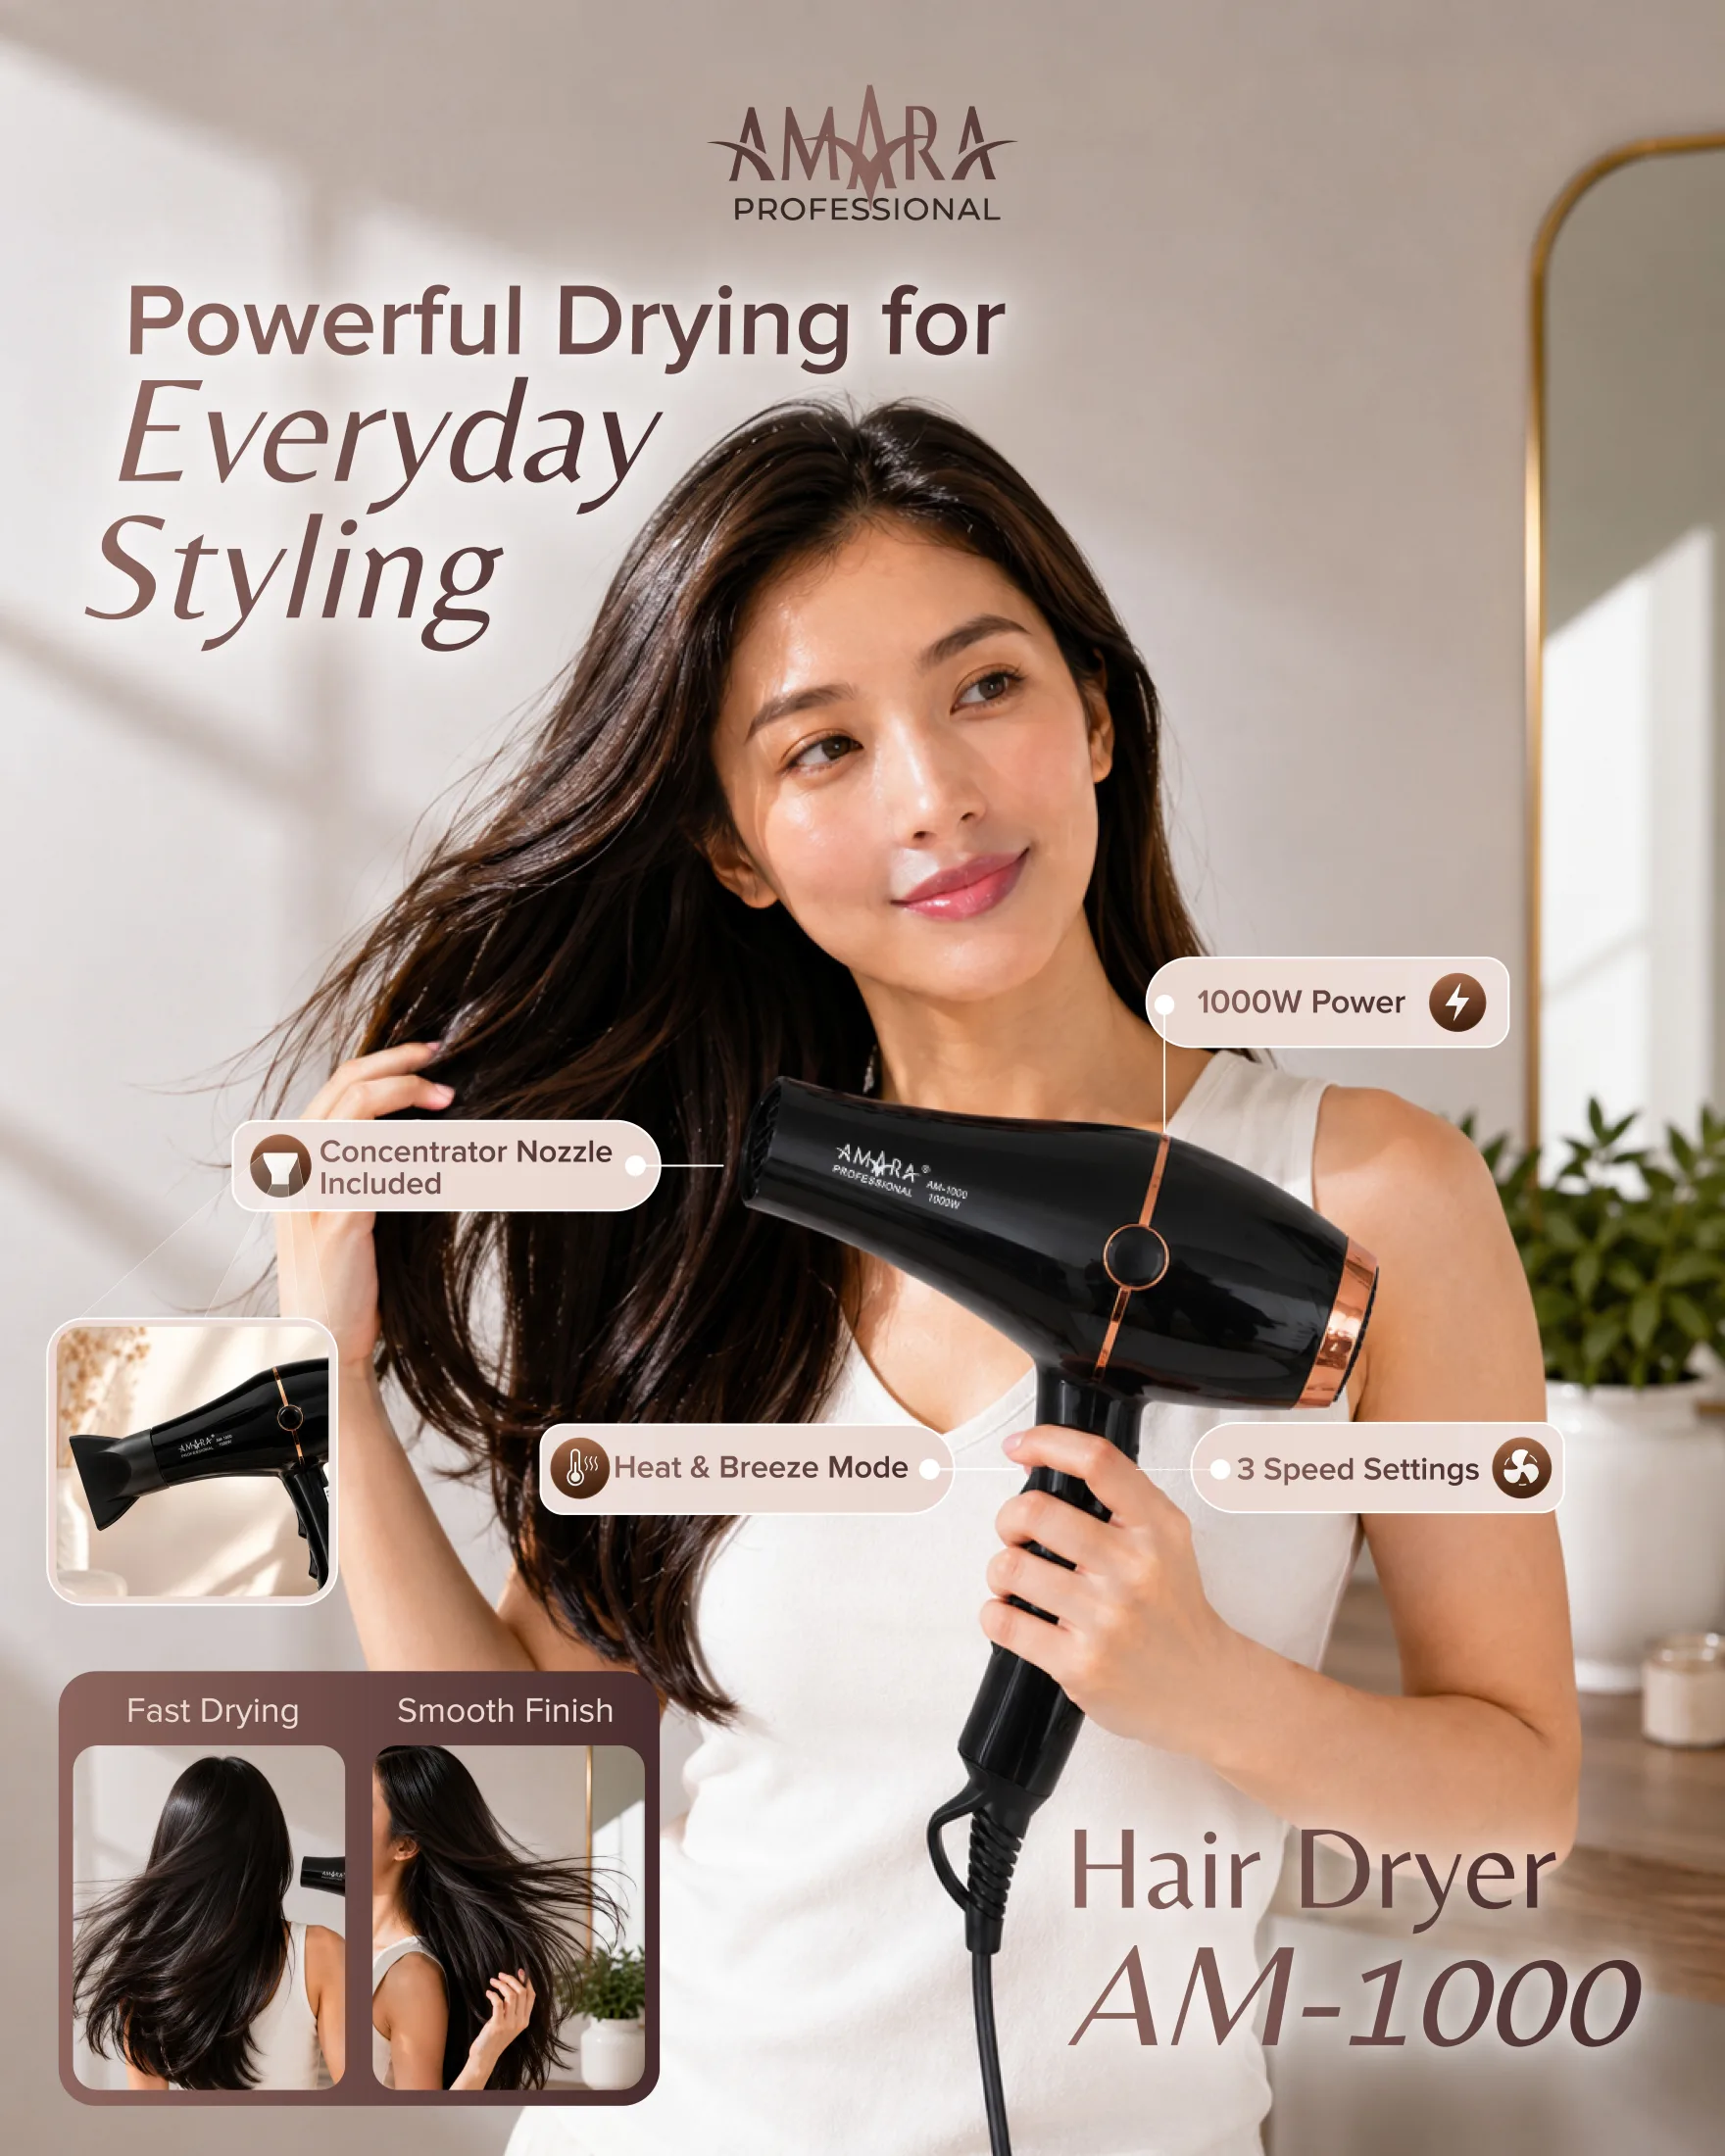 AMARA
PROFESSIONAL
Powerful Drying for
Everyday
Styling
1000W Power
Concentrator Nozzle
Included
AMARA®
PROFESSIONAL
AM-1000
1000W
Heat & Breeze Mode
3 Speed Settings
Fast Drying
Smooth Finish
Hair Dryer
AM-1000